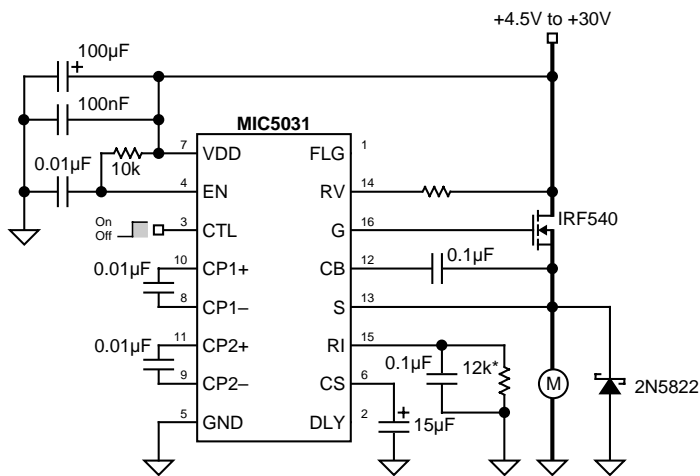 +4.5V to +30V
100µF
+
100nF
MIC5031
7 VDD
FLG 1
10k
0.01µF
4 EN
RV 14
IRF540
On
Off
3 CTL
G 16
10 CP1+
CB 12
0.1µF
0.01µF
8 CP1–
S 13
11 CP2+
RI 15
0.01µF
0.1µF
12k*
9 CP2–
CS 6
M
2N5822
+
5 GND
DLY 2
15µF